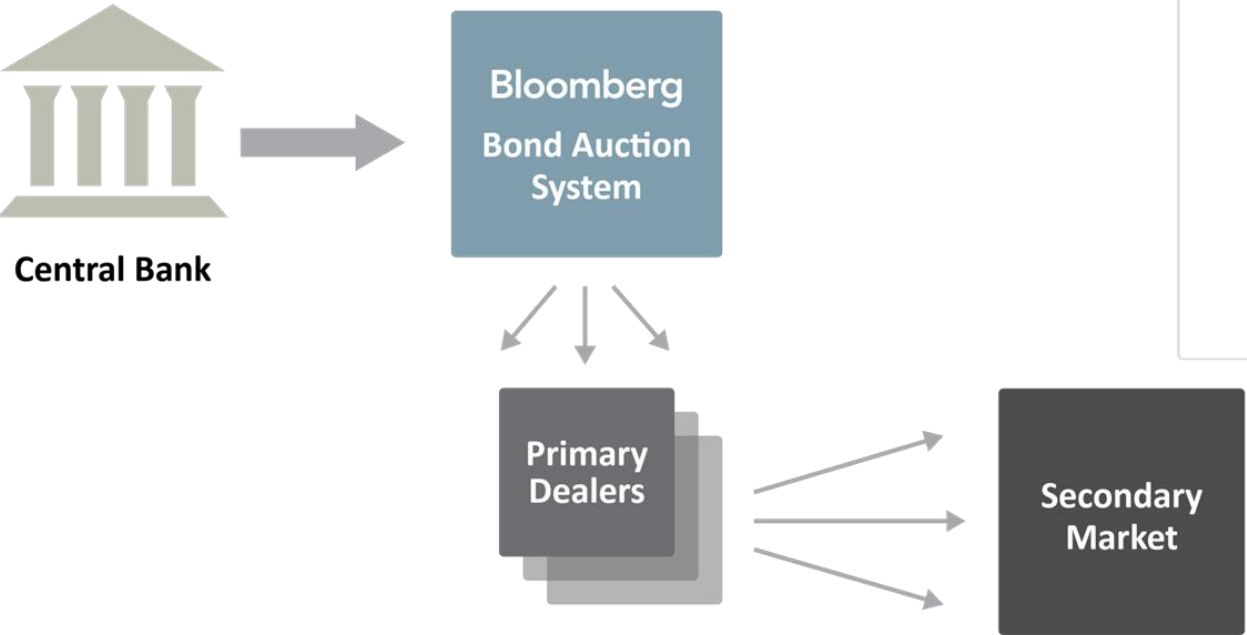 Bloomberg
Bond Auction
System
Central Bank
Primary
Dealers
Secondary
Market